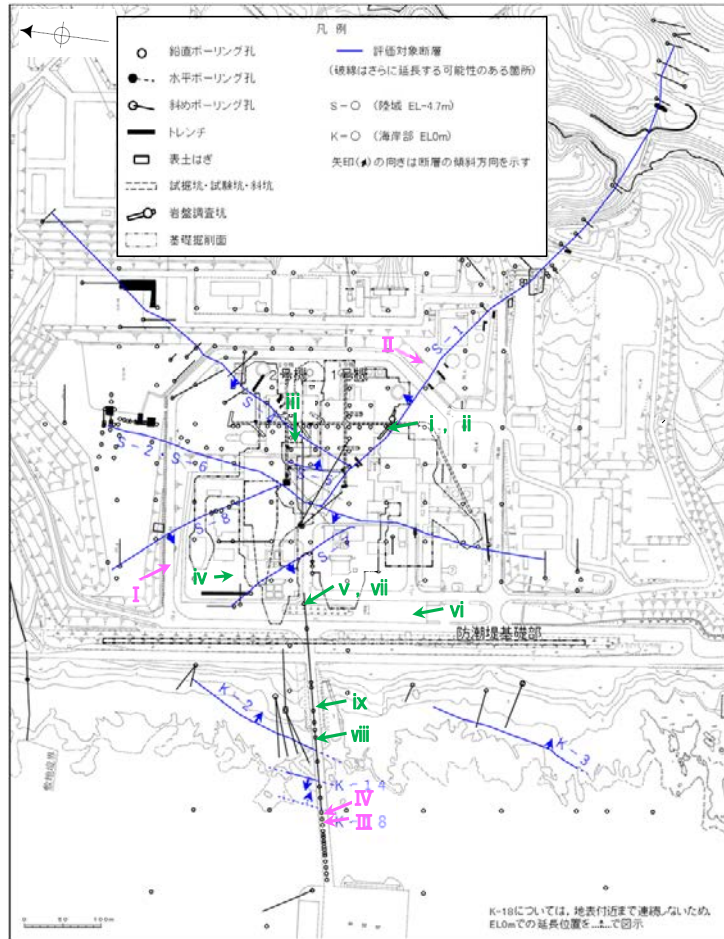 凡 例
鉛直ボーリング孔
水平ボーリング孔
斜めボーリング孔
トレンチ
表土はぎ
試掘坑・試験坑・斜坑
岩盤調査坑
基礎掘削面
評価対象断層
(破線はさらに延長する可能性のある箇所)
S-○ (陸域 EL-4.7m)
K=○ (海岸部 EL0m)
矢印( )の向きは断層の傾斜方向を示す
S-1
II
2号機
1号機
iii
i , ii
S-2・S-6
S-5
S-8
I
iv
v , vii
vi
防潮堤基礎部
K-2
ix
viii
K-3
K-14
IV
III
K-18については、地表付近まで連続しないため、
EL0mでの延長位置を…で図示
0 50 100m